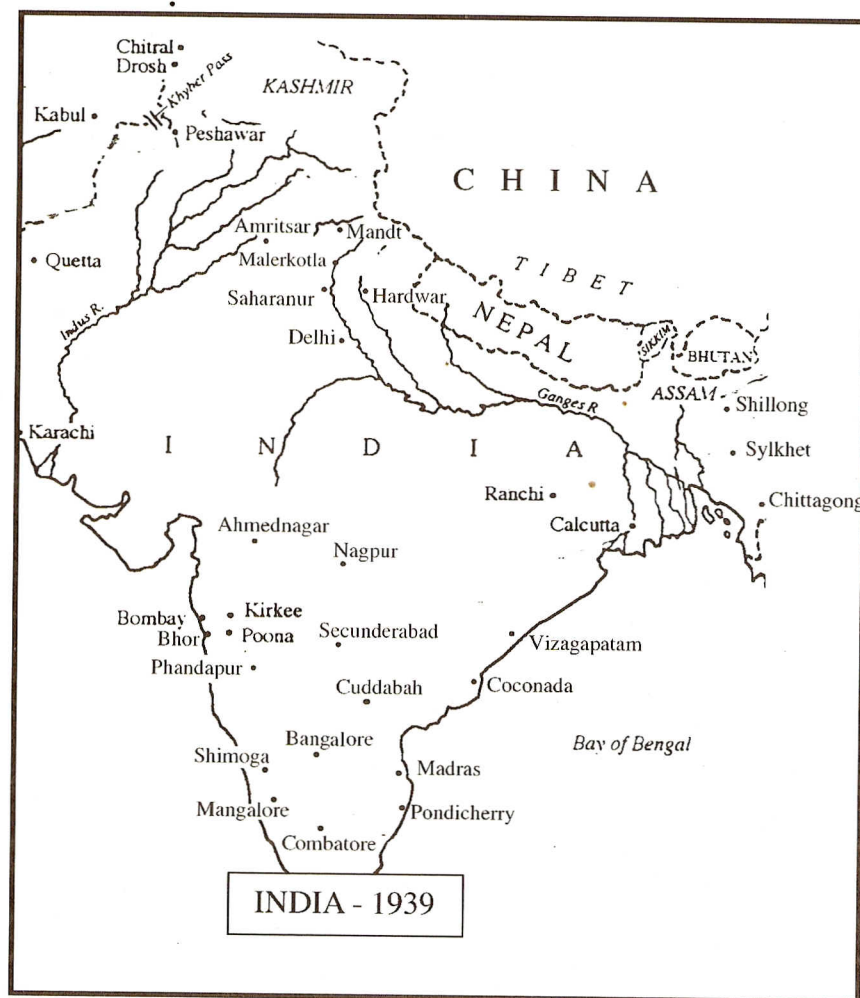 Chitral
Drosh
Khyber Pass
KASHMIR
Kabul
Peshawar
CHINA
Amritsar
Mandt
Quetta
Malerkotla
TIBET
Saharanur
Hardwar
Indus R.
NEPAL
Delhi
SIKKIM
BHUTAN
Ganges R
ASSAM
Shillong
Karachi
INDIA
Sylkhet
Ranchi
Chittagong
Calcutta
Ahmednagar
Nagpur
Bombay
Kirkee
Bhor
Poona
Secunderabad
Vizagapatam
Phandapur
Cuddabah
Coconada
Bangalore
Bay of Bengal
Shimoga
Madras
Mangalore
Pondicherry
Combatore
INDIA - 1939